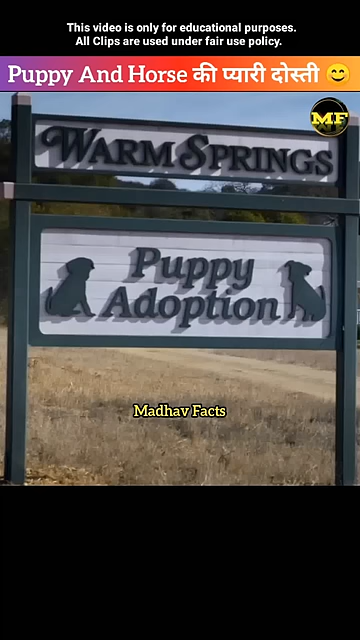 This video is only for educational purposes.
All Clips are used under fair use policy.
Puppy And Horse की प्यारी दोस्ती 😊
MF
WARM SPRINGS
Puppy
Adoption
Madhav Facts